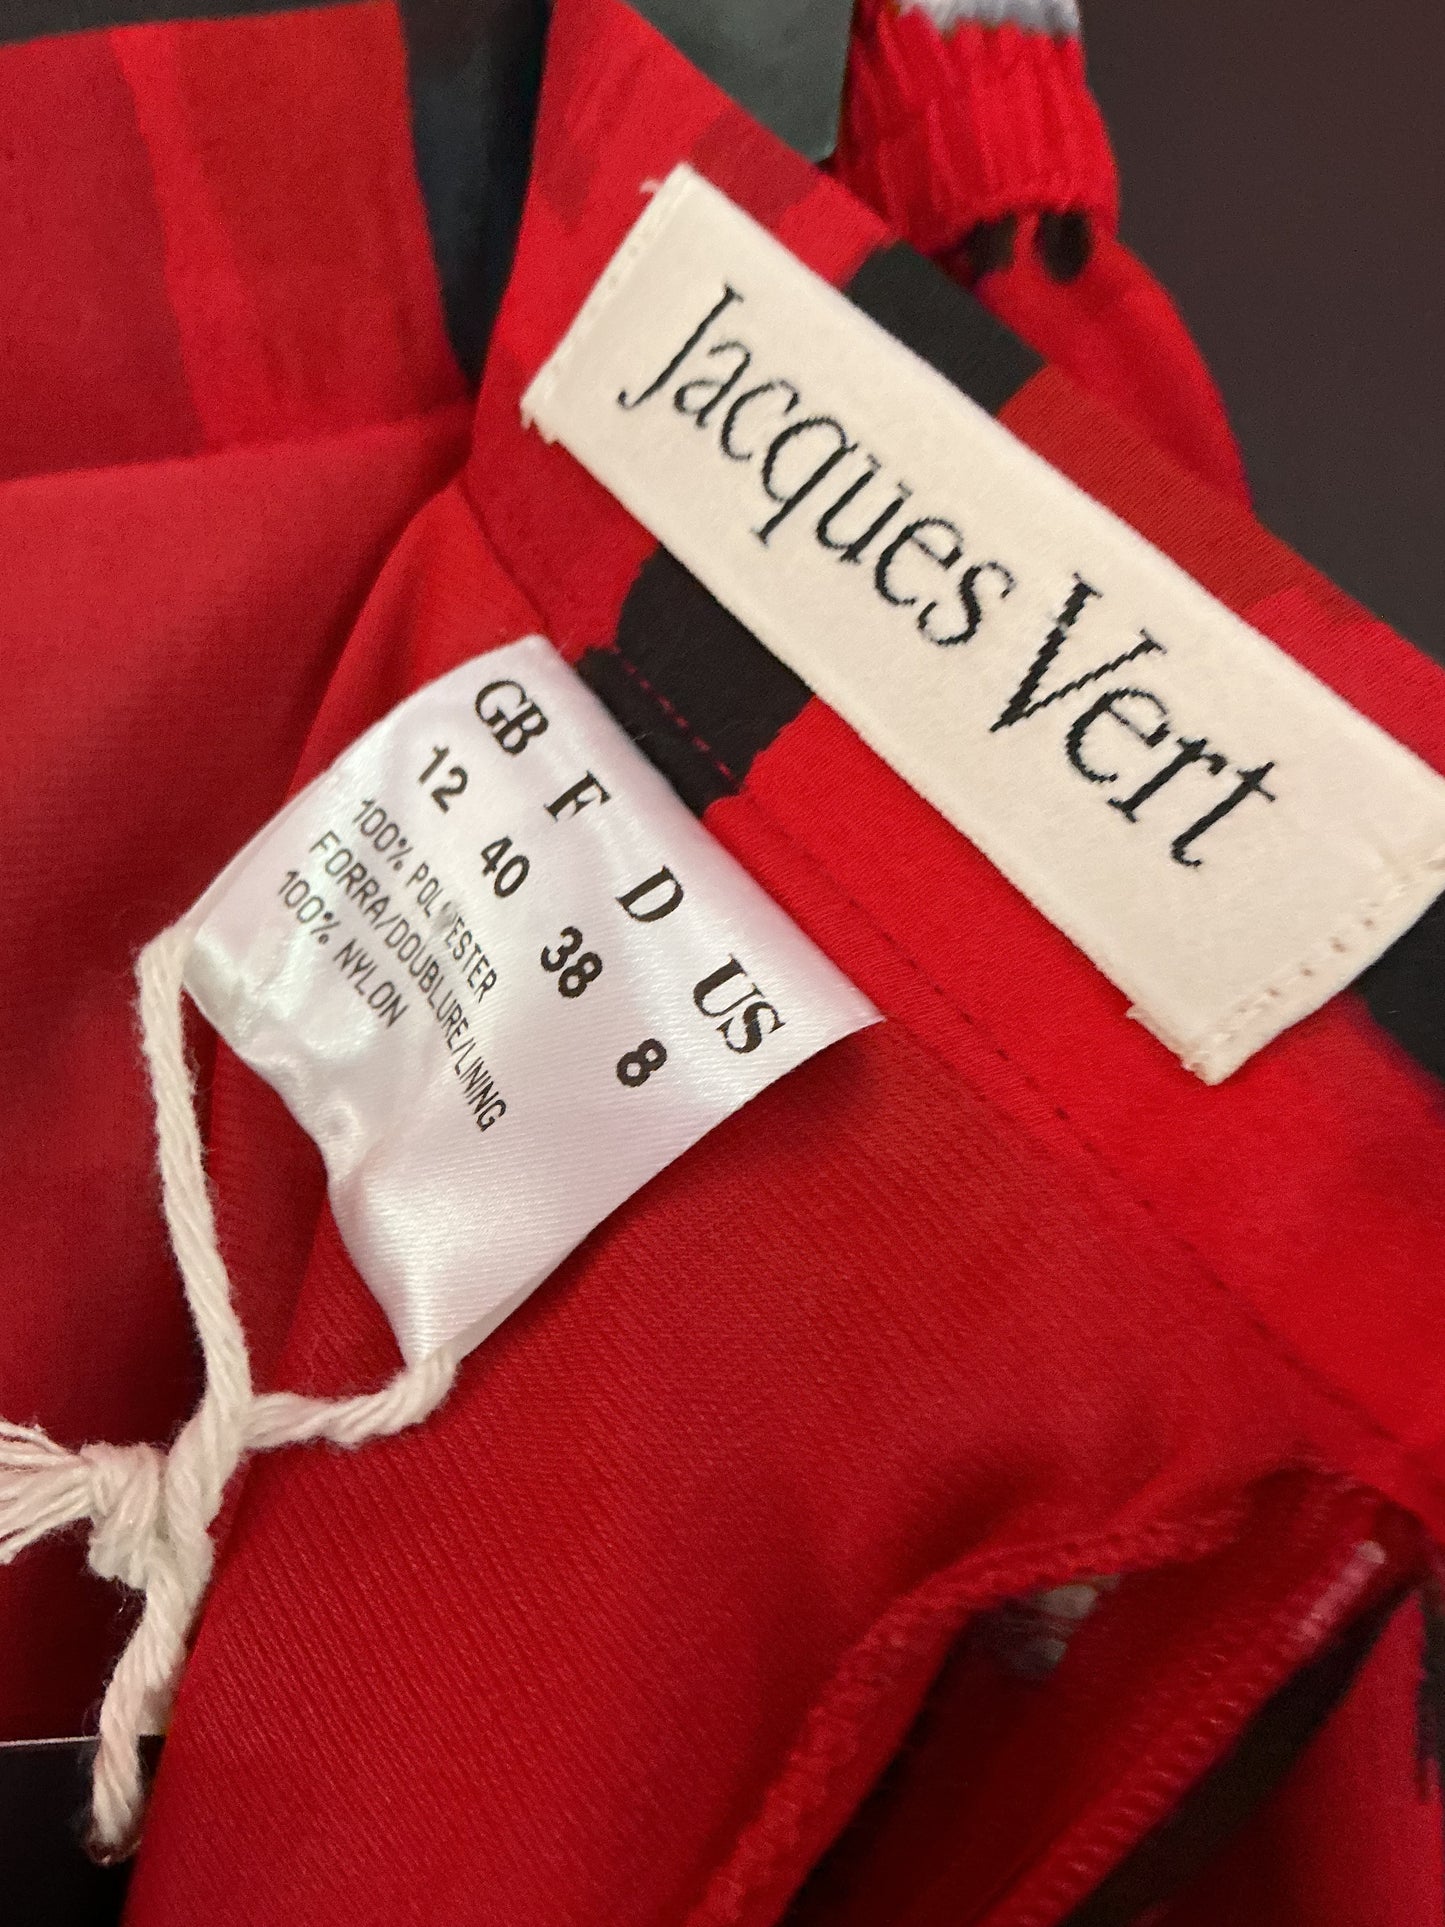 Jacques Vert
GB F D US
12 40 38 8
100% POLYESTER
FORRA/DOUBLURE/LINING
100% NYLON